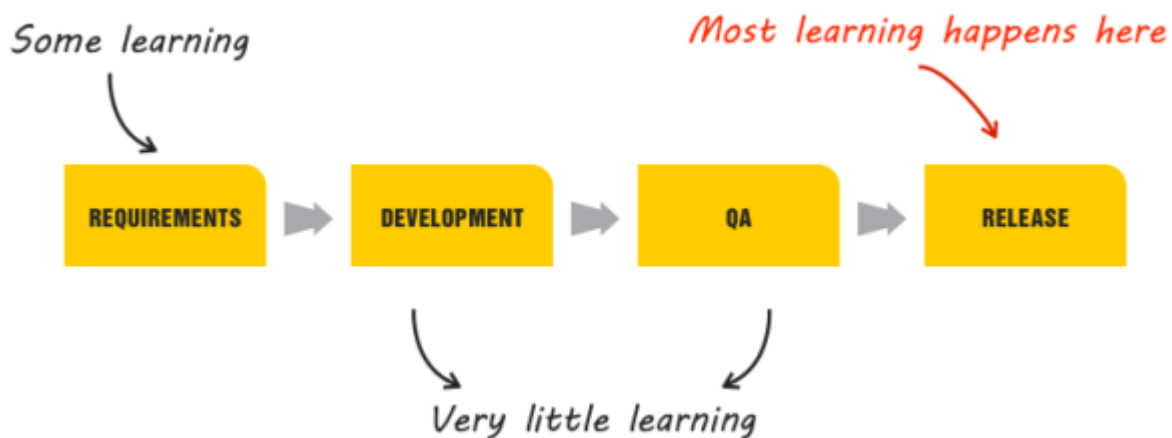 Some learning
Most learning happens here
REQUIREMENTS
DEVELOPMENT
QA
RELEASE
Very little learning